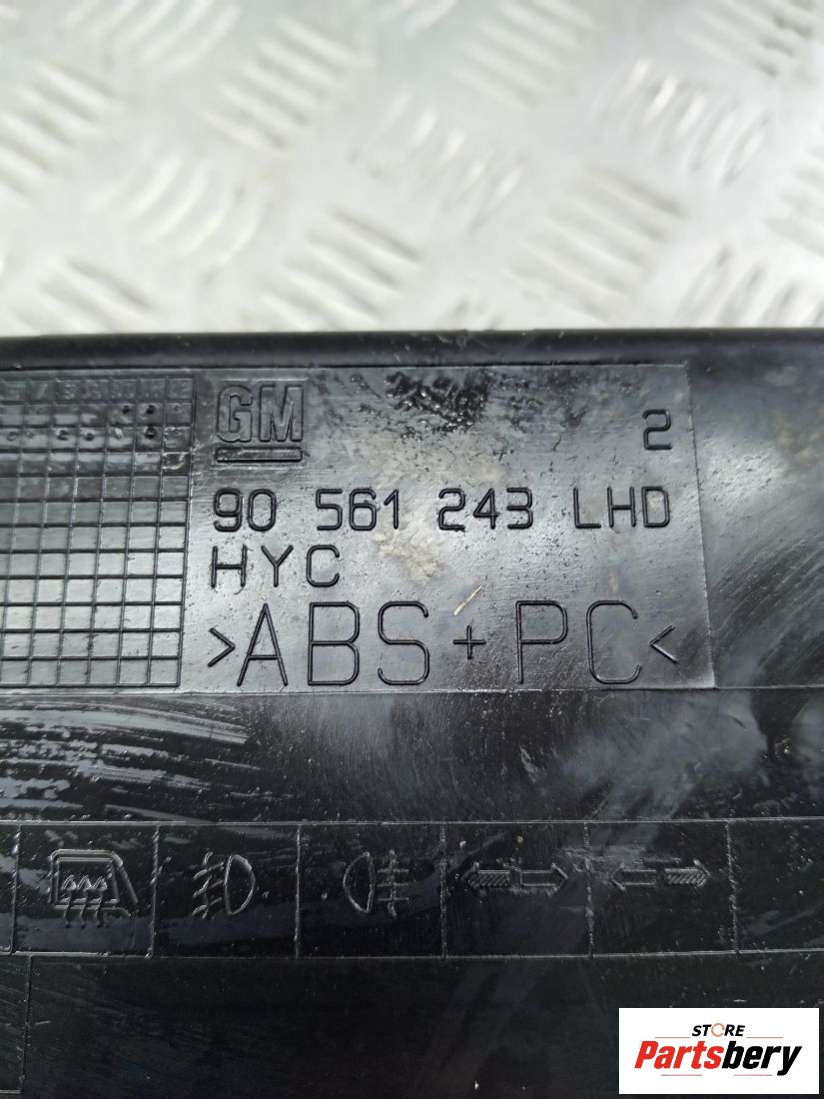 GM
2
90 561 243 LHD
HYC
>ABS+PC<
STORE
Partsbery